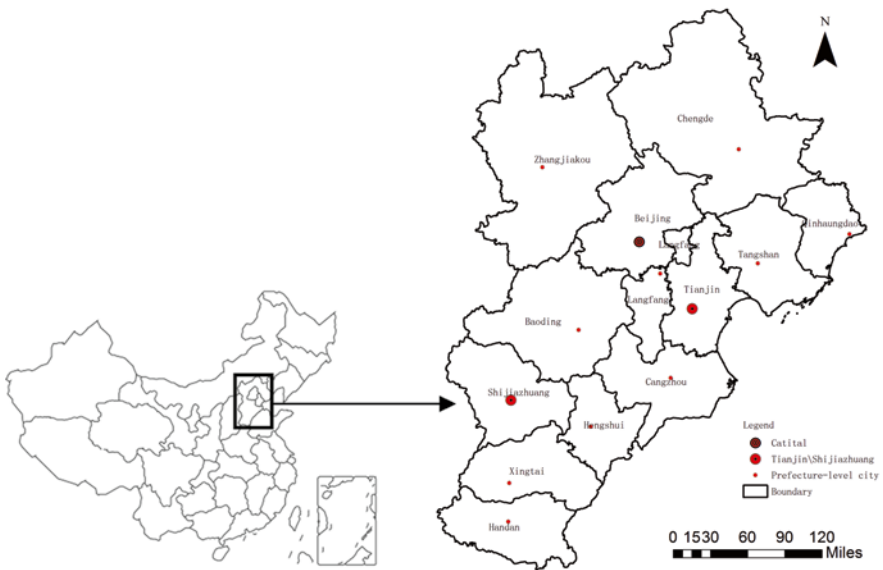 N
Chengde
Zhangjiakou
Beijing
Qinhaungdao
Langfang
Tangshan
Tianjin
Langfang
Baoding
Cangzhou
Shijiazhuang
Hengshui
Xingtai
Handan
Legend
Catital
Tianjin\Shijiazhuang
Prefecture-level city
Boundary
0 1530 60 90 120
Miles